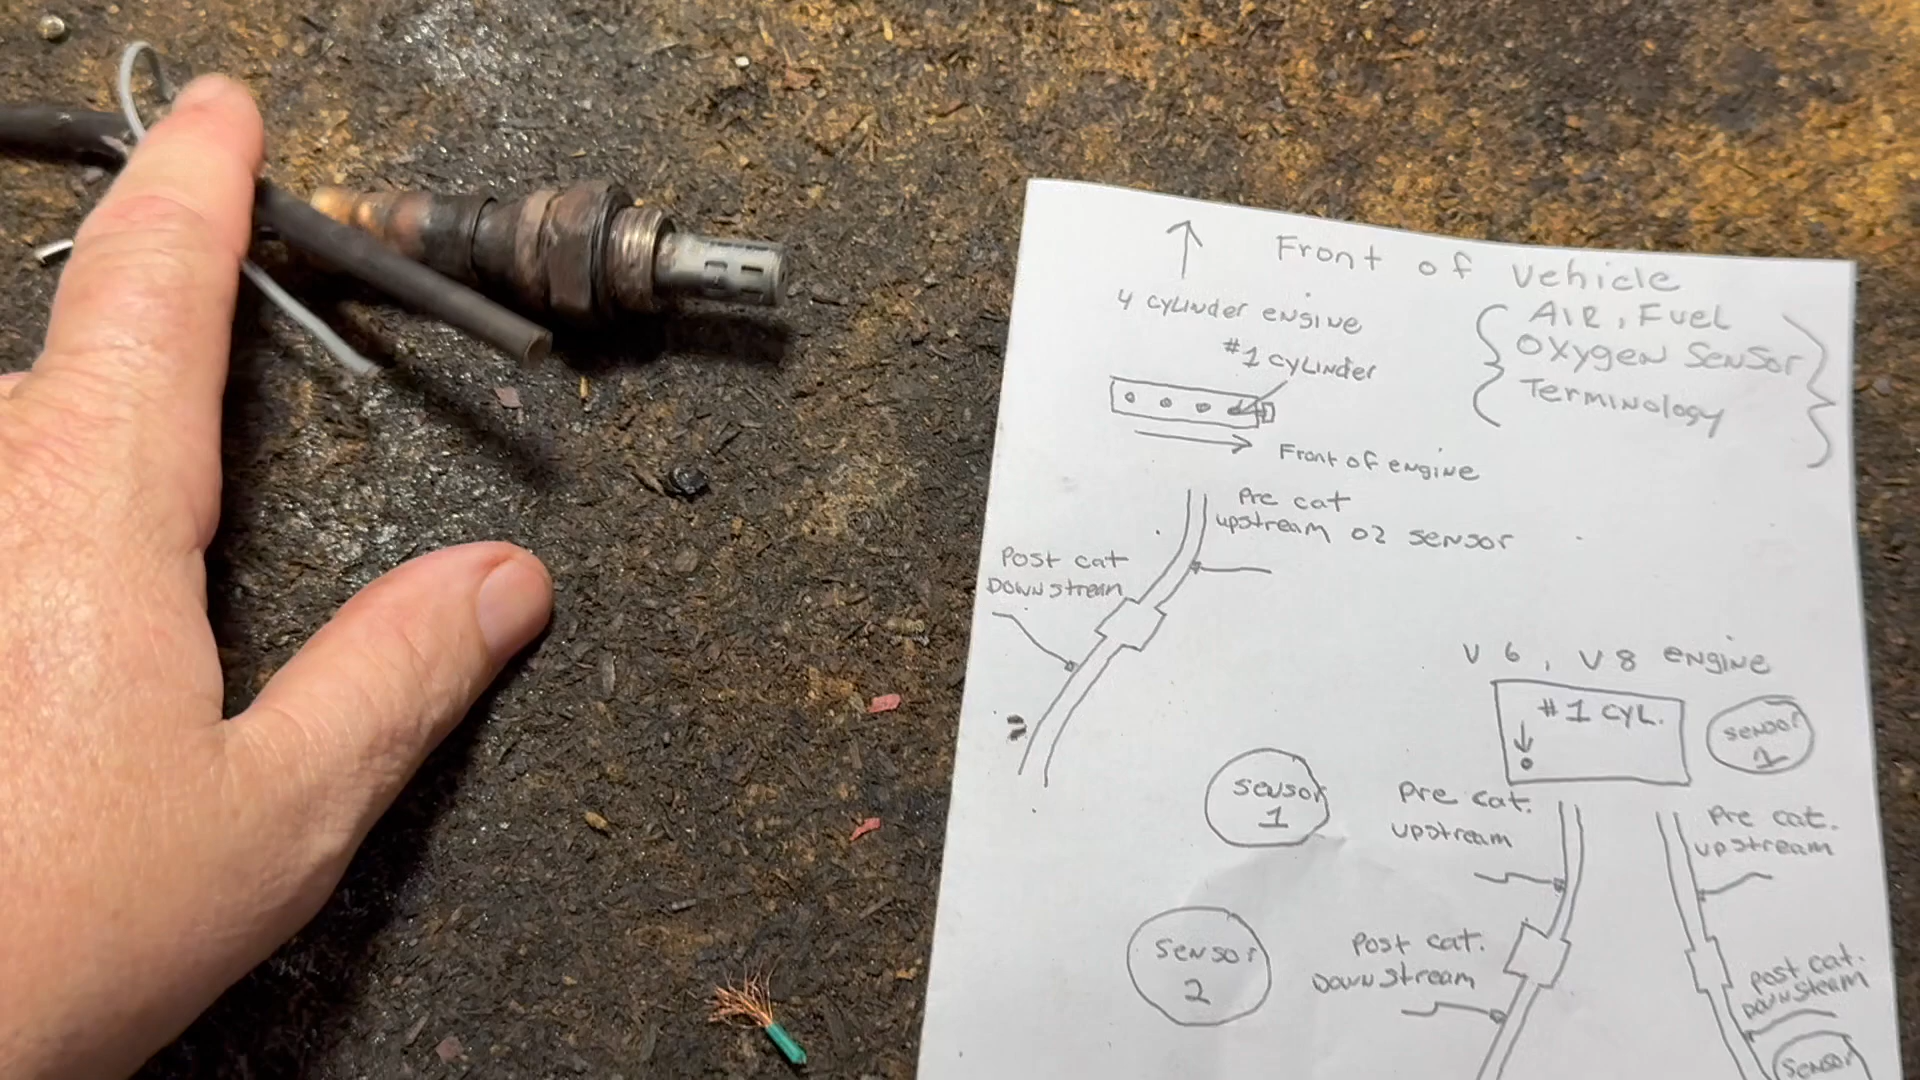 Front of vehicle
4 cylinder engine
#1 cylinder
{ AIR, Fuel
Oxygen Sensor
Terminology }
Front of engine
Pre cat
upstream O2 sensor
Post cat
Downstream
V6, V8 engine
#1 CYL.
Sensor
1
Sensor
1
Pre cat.
upstream
Pre cat.
upstream
Sensor
2
Post cat.
Downstream
Post cat.
Downsteam
Sensor